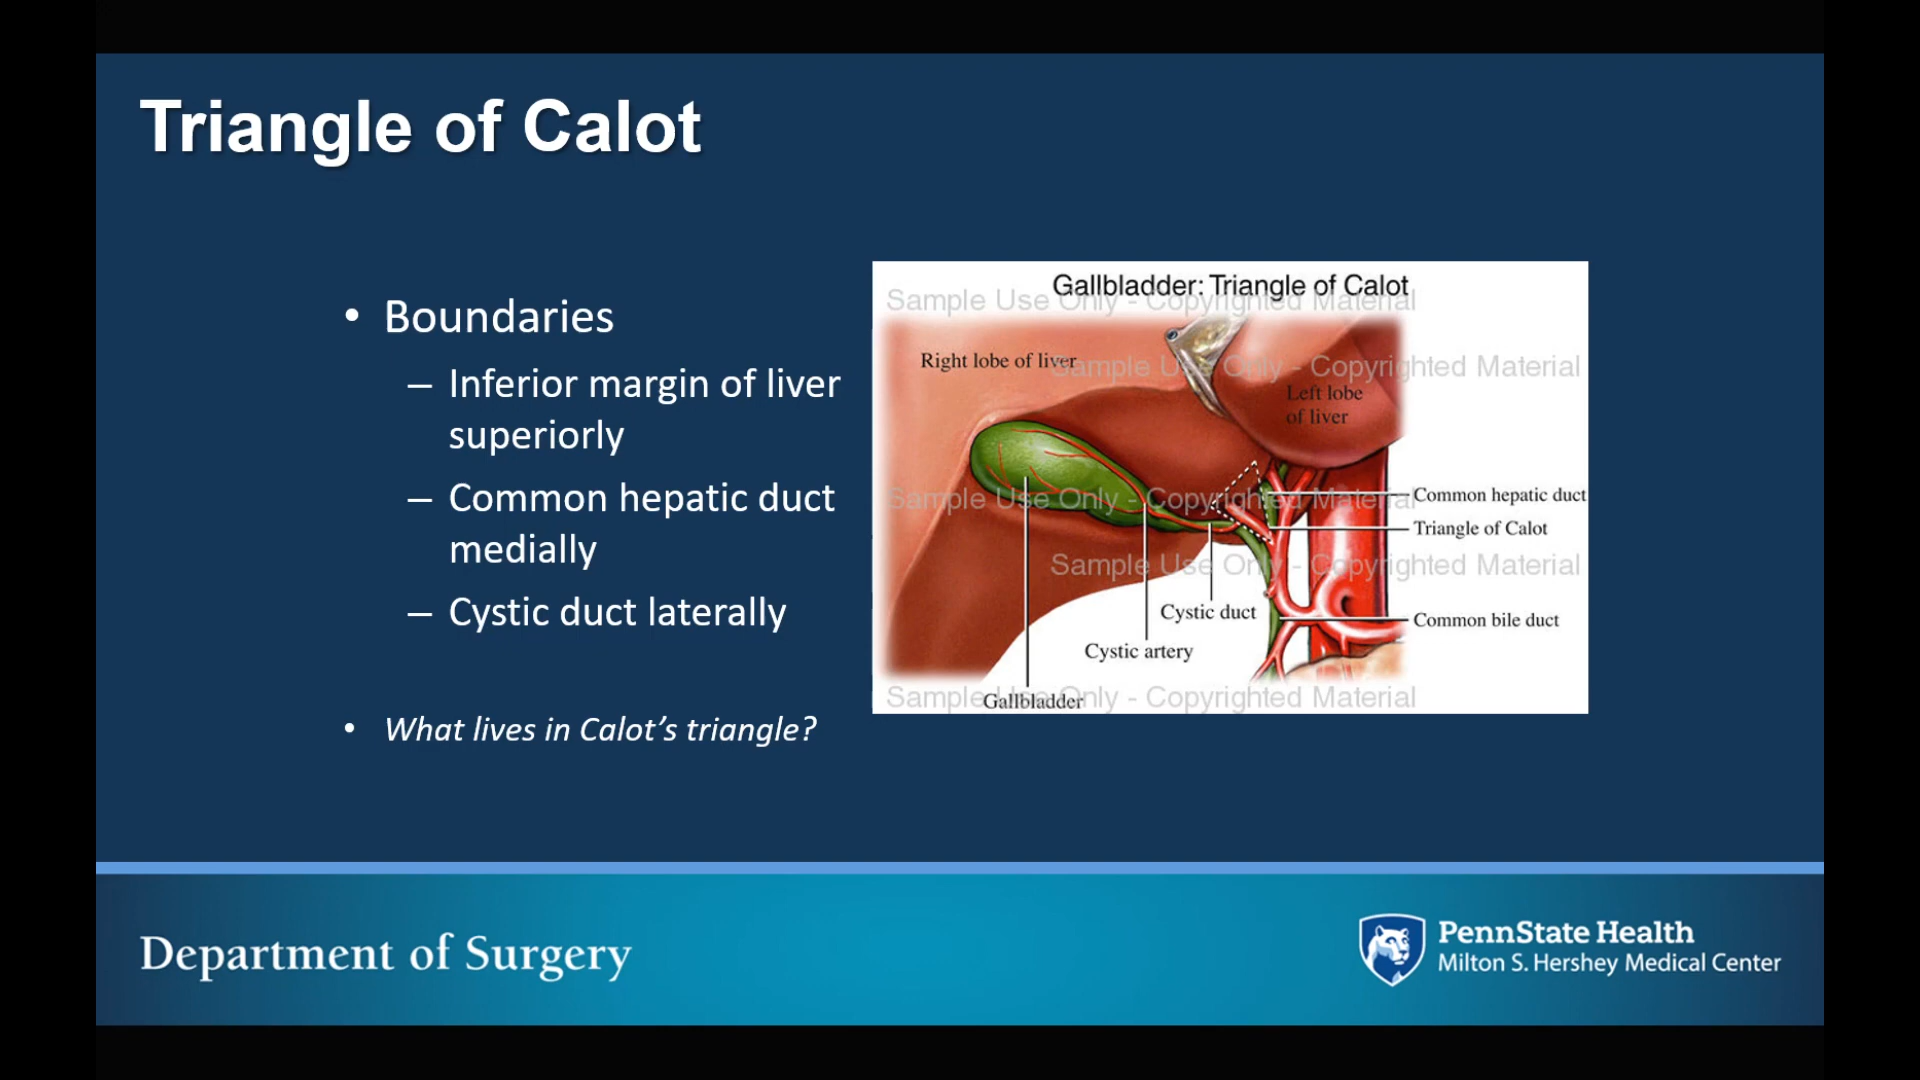 Triangle of Calot
• Boundaries
– Inferior margin of liver
superiorly
– Common hepatic duct
medially
– Cystic duct laterally
• What lives in Calot’s triangle?
Gallbladder: Triangle of Calot
Sample Use Only - Copyrighted Material
Right lobe of liver
Sample Use Only - Copyrighted Material
Left lobe
of liver
Common hepatic duct
Sample Use Only - Copyrighted Material
Triangle of Calot
Sample Use Only - Copyrighted Material
Cystic duct
Common bile duct
Cystic artery
Sample Use Only - Copyrighted Material
Gallbladder
Department of Surgery
PennState Health
Milton S. Hershey Medical Center